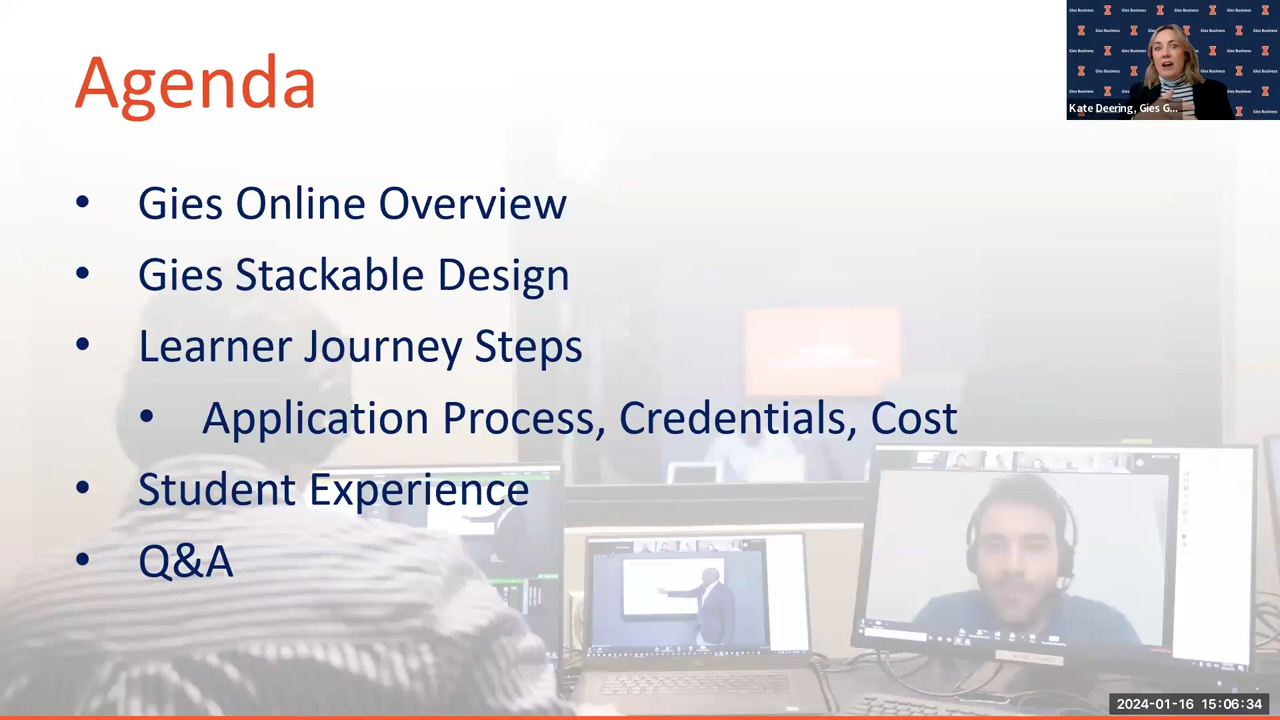 Agenda
Gies Business
Kate Deering, Gies G...
• Gies Online Overview
• Gies Stackable Design
• Learner Journey Steps
• Application Process, Credentials, Cost
• Student Experience
• Q&A
2024-01-16 15:06:34